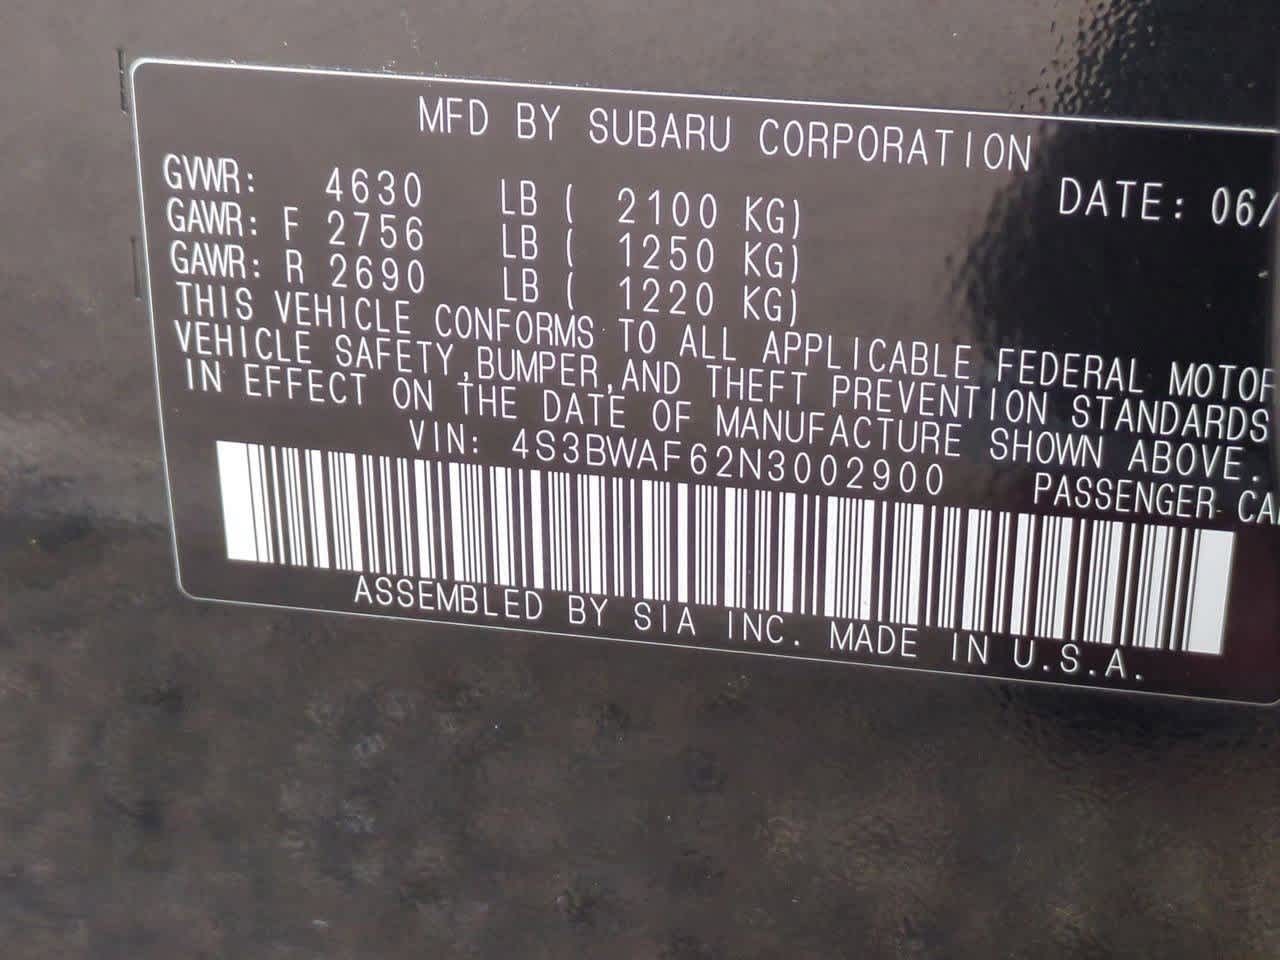 MFD BY SUBARU CORPORATION
GVWR: 4630 LB ( 2100 KG) DATE: 06/
GAWR: F 2756 LB ( 1250 KG)
GAWR: R 2690 LB ( 1220 KG)
THIS VEHICLE CONFORMS TO ALL APPLICABLE FEDERAL MOTOR
VEHICLE SAFETY,BUMPER,AND THEFT PREVENTION STANDARDS
IN EFFECT ON THE DATE OF MANUFACTURE SHOWN ABOVE.
VIN: 4S3BWAF62N3002900 PASSENGER CA
ASSEMBLED BY SIA INC. MADE IN U.S.A.